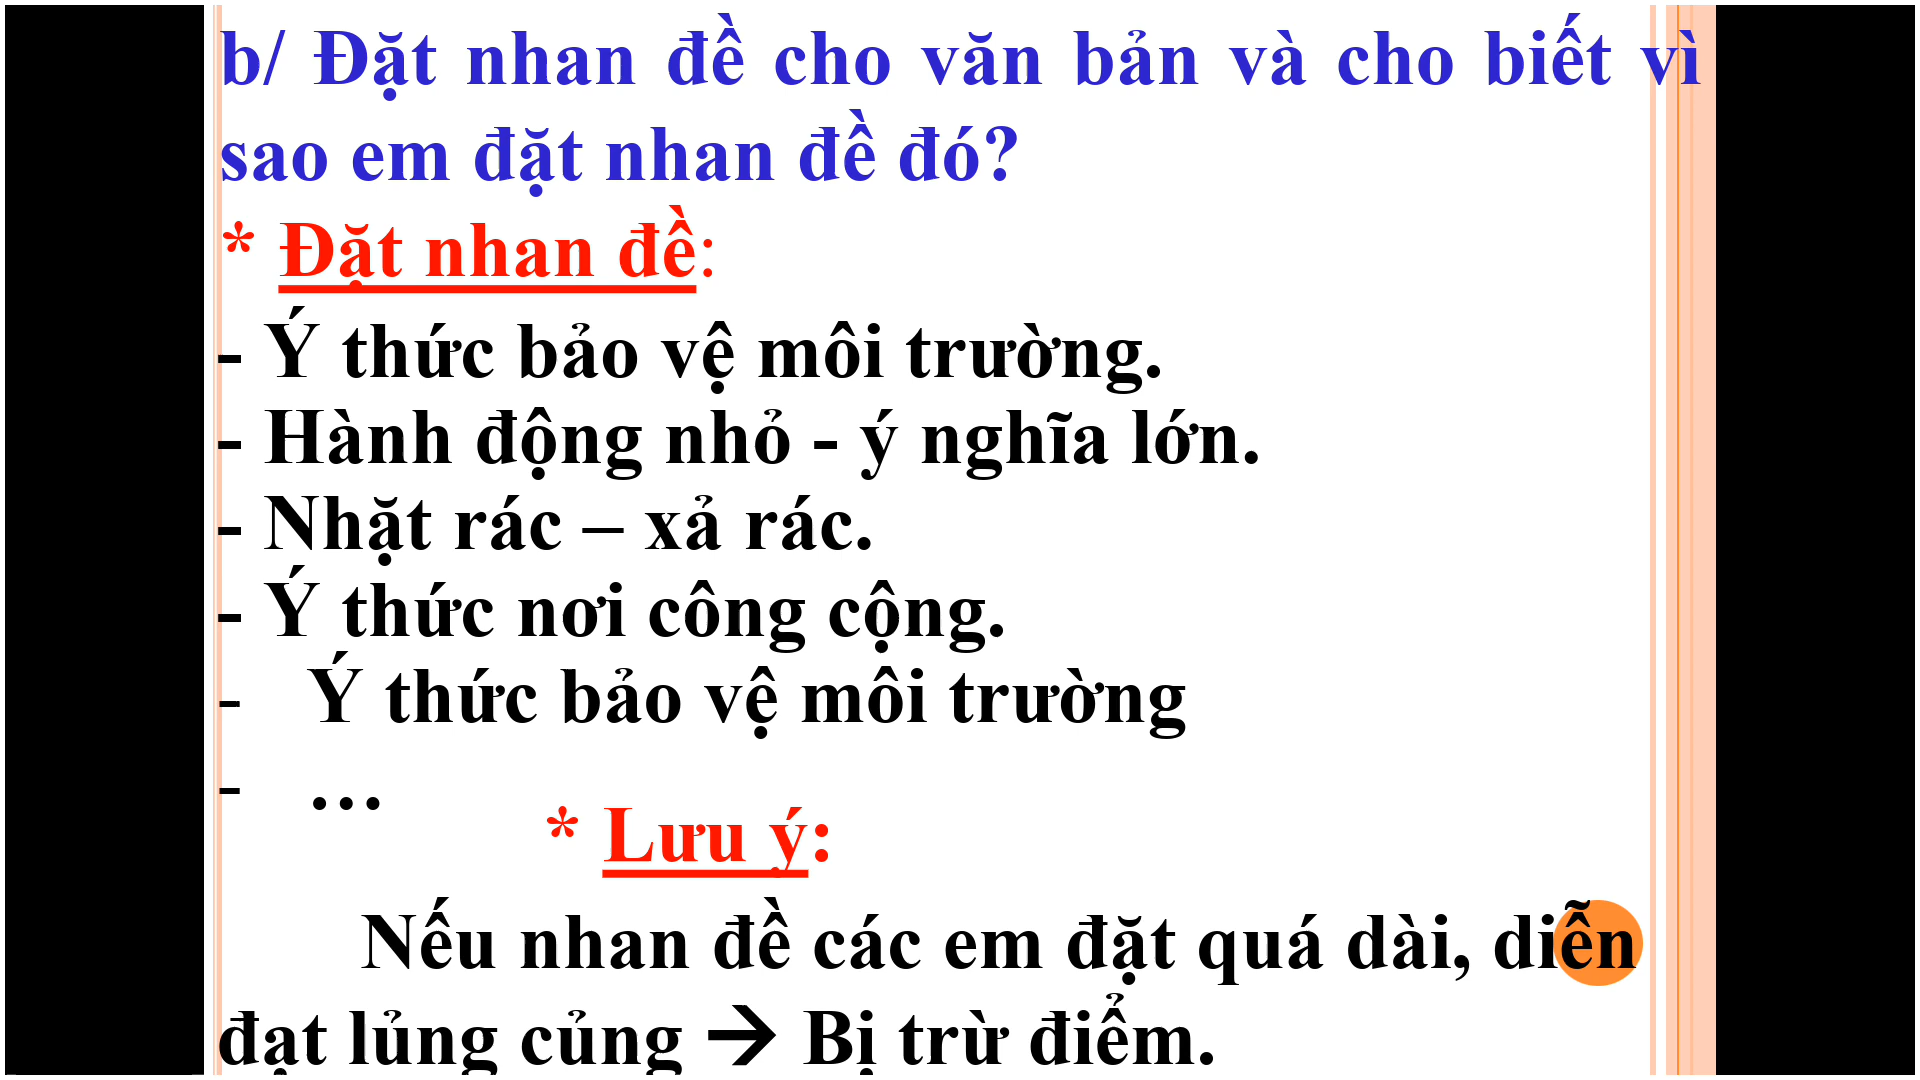 b/ Đặt nhan đề cho văn bản và cho biết vì
sao em đặt nhan đề đó?
* Đặt nhan đề:
- Ý thức bảo vệ môi trường.
- Hành động nhỏ - ý nghĩa lớn.
- Nhặt rác – xả rác.
- Ý thức nơi công cộng.
- Ý thức bảo vệ môi trường
- …
* Lưu ý:
Nếu nhan đề các em đặt quá dài, diễn
đạt lủng củng → Bị trừ điểm.